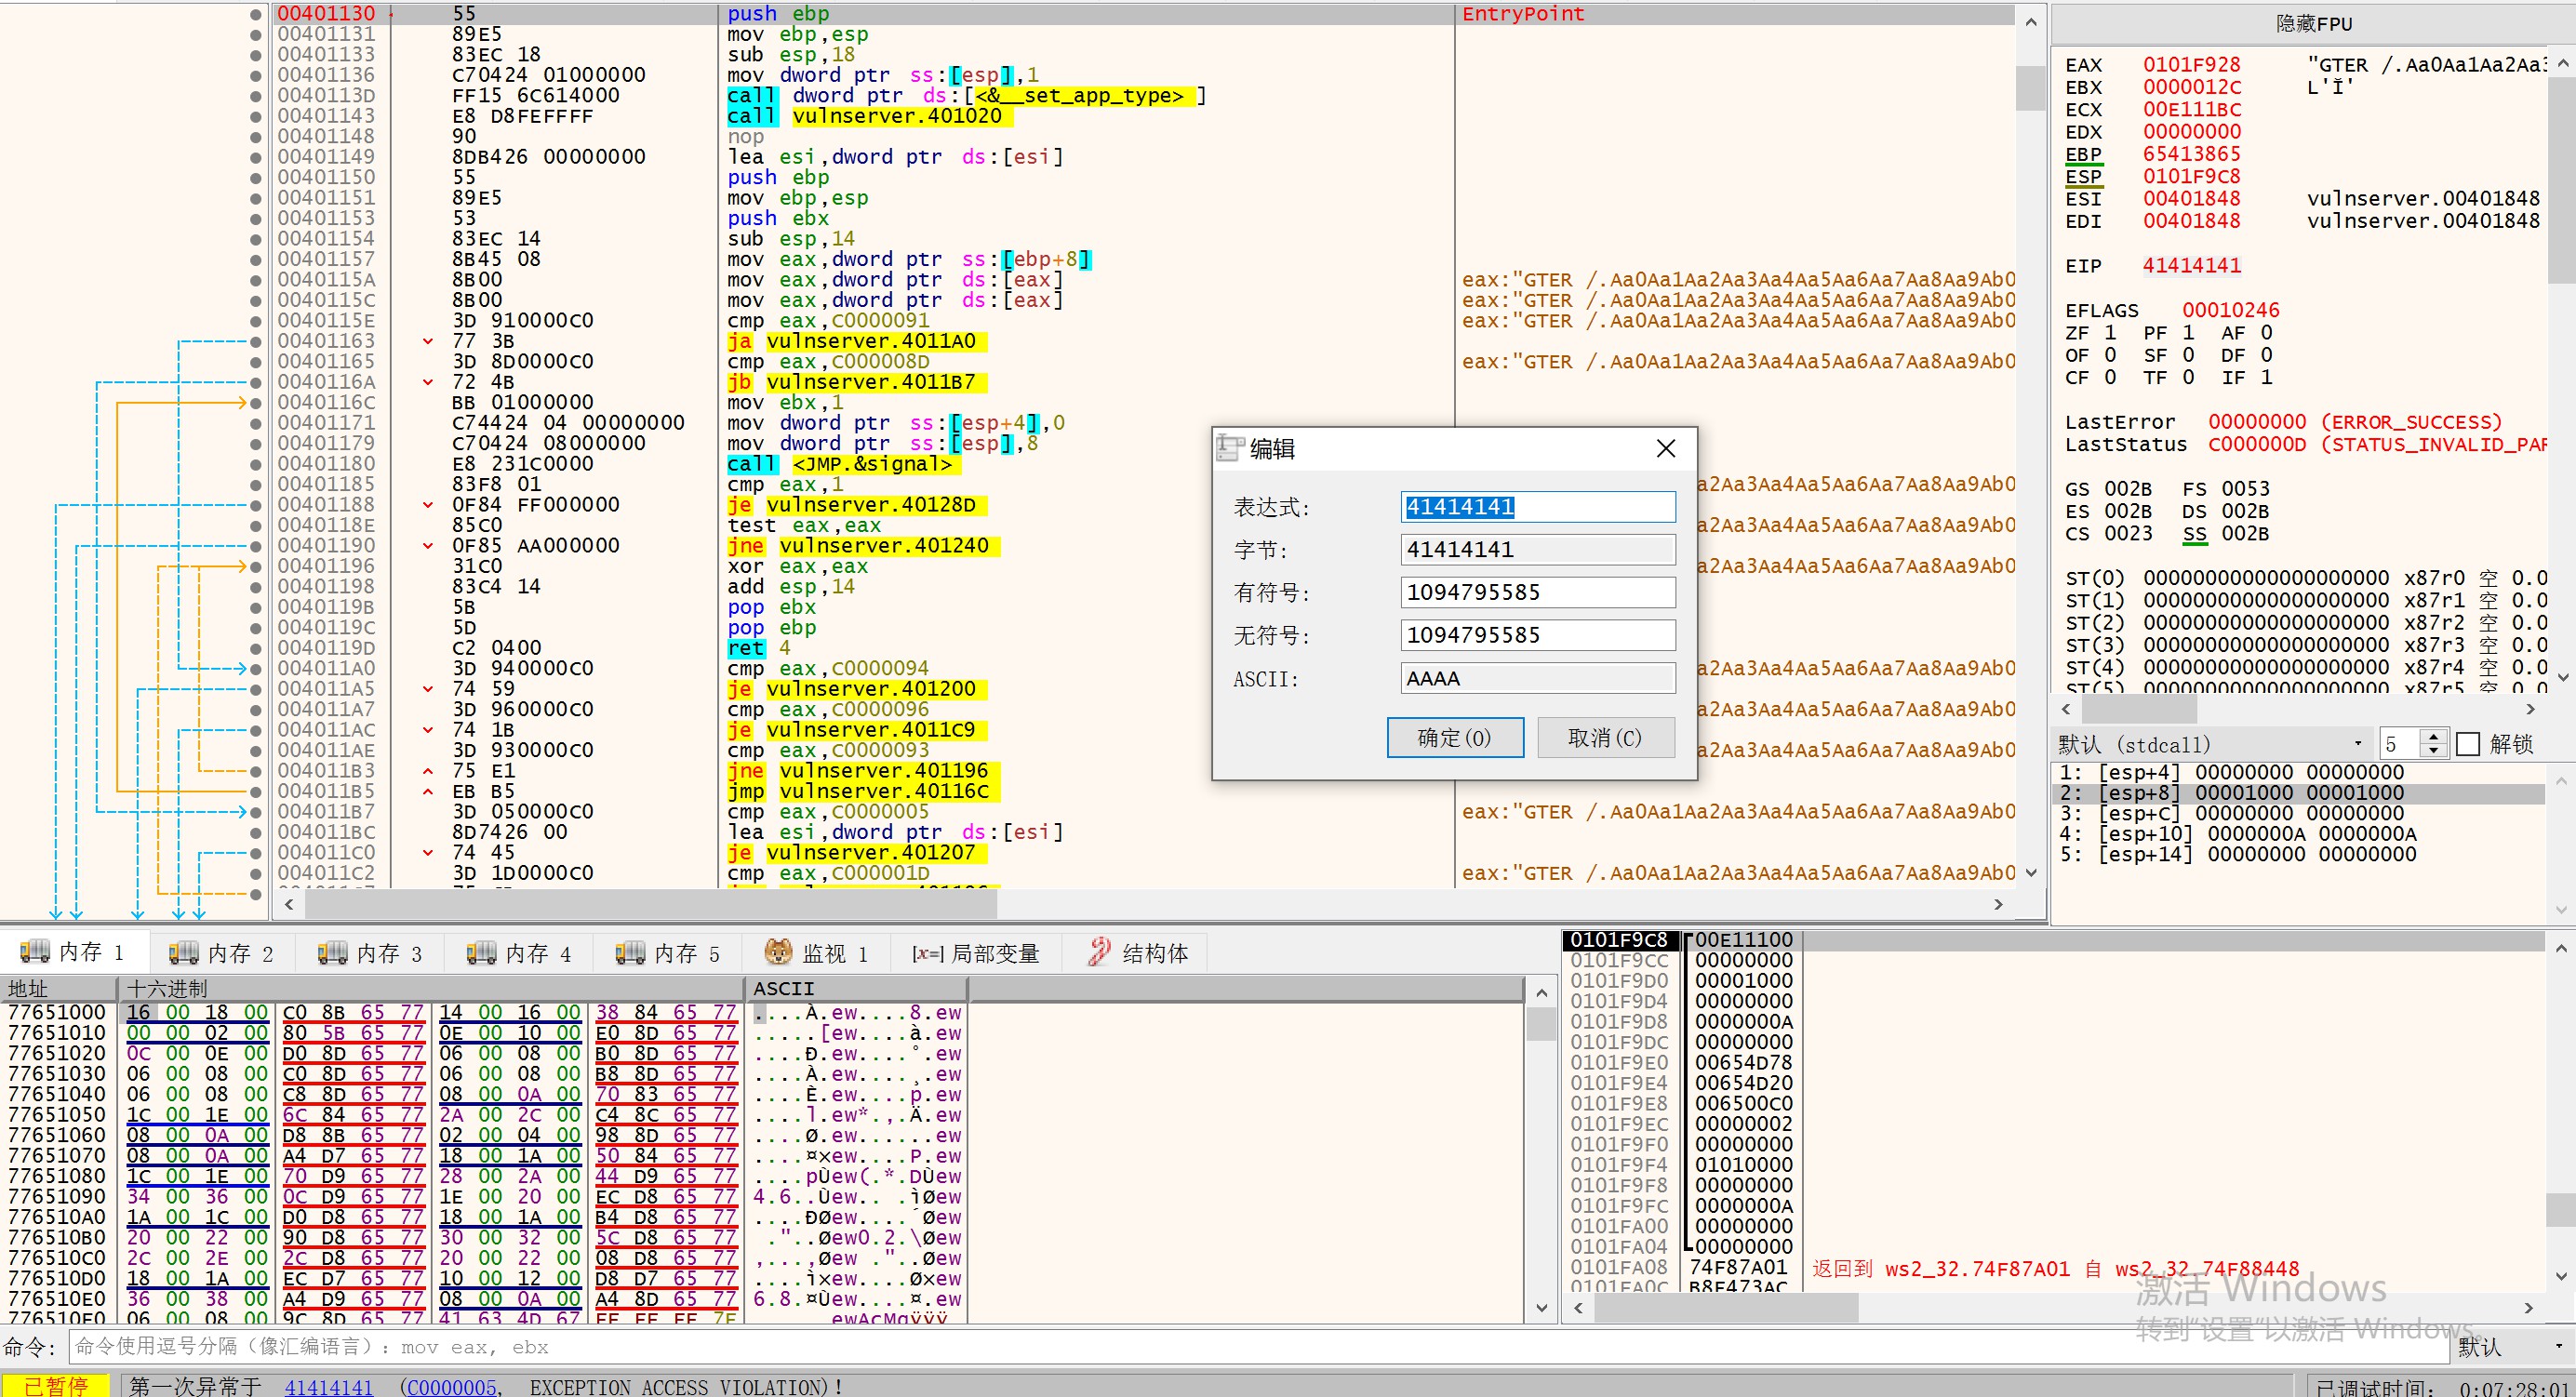 00401130 55 push ebp EntryPoint
00401131 89E5 mov ebp,esp
00401133 83EC 18 sub esp,18
00401136 C70424 01000000 mov dword ptr ss:[esp],1
0040113D FF15 6C614000 call dword ptr ds:[<&__set_app_type>]
00401143 E8 D8FEFFFF call vulnserver.401020
00401148 90 nop
00401149 8DB426 00000000 lea esi,dword ptr ds:[esi]
00401150 55 push ebp
00401151 89E5 mov ebp,esp
00401153 53 push ebx
00401154 83EC 14 sub esp,14
00401157 8B45 08 mov eax,dword ptr ss:[ebp+8]
0040115A 8B00 mov eax,dword ptr ds:[eax] eax:"GTER /.Aa0Aa1Aa2Aa3Aa4Aa5Aa6Aa7Aa8Aa9Ab0
0040115C 8B00 mov eax,dword ptr ds:[eax] eax:"GTER /.Aa0Aa1Aa2Aa3Aa4Aa5Aa6Aa7Aa8Aa9Ab0
0040115E 3D 910000C0 cmp eax,C0000091 eax:"GTER /.Aa0Aa1Aa2Aa3Aa4Aa5Aa6Aa7Aa8Aa9Ab0
00401163 77 3B ja vulnserver.4011A0
00401165 3D 8D0000C0 cmp eax,C000008D eax:"GTER /.Aa0Aa1Aa2Aa3Aa4Aa5Aa6Aa7Aa8Aa9Ab0
0040116A 72 4B jb vulnserver.4011B7
0040116C BB 01000000 mov ebx,1
00401171 C74424 04 00000000 mov dword ptr ss:[esp+4],0
00401179 C70424 08000000 mov dword ptr ss:[esp],8
00401180 E8 231C0000 call <JMP.&signal>
00401185 83F8 01 cmp eax,1 a2Aa3Aa4Aa5Aa6Aa7Aa8Aa9Ab0
00401188 0F84 FF000000 je vulnserver.40128D
0040118E 85C0 test eax,eax a2Aa3Aa4Aa5Aa6Aa7Aa8Aa9Ab0
00401190 0F85 AA000000 jne vulnserver.401240
00401196 31C0 xor eax,eax a2Aa3Aa4Aa5Aa6Aa7Aa8Aa9Ab0
00401198 83C4 14 add esp,14
0040119B 5B pop ebx
0040119C 5D pop ebp
0040119D C2 0400 ret 4
004011A0 3D 940000C0 cmp eax,C0000094 a2Aa3Aa4Aa5Aa6Aa7Aa8Aa9Ab0
004011A5 74 59 je vulnserver.401200
004011A7 3D 960000C0 cmp eax,C0000096 a2Aa3Aa4Aa5Aa6Aa7Aa8Aa9Ab0
004011AC 74 1B je vulnserver.4011C9
004011AE 3D 930000C0 cmp eax,C0000093 a2Aa3Aa4Aa5Aa6Aa7Aa8Aa9Ab0
004011B3 75 E1 jne vulnserver.401196
004011B5 EB B5 jmp vulnserver.40116C
004011B7 3D 050000C0 cmp eax,C0000005 eax:"GTER /.Aa0Aa1Aa2Aa3Aa4Aa5Aa6Aa7Aa8Aa9Ab0
004011BC 8D7426 00 lea esi,dword ptr ds:[esi]
004011C0 74 45 je vulnserver.401207
004011C2 3D 1D0000C0 cmp eax,C000001D eax:"GTER /.Aa0Aa1Aa2Aa3Aa4Aa5Aa6Aa7Aa8Aa9Ab0
编辑
表达式: 41414141
字节: 41414141
有符号: 1094795585
无符号: 1094795585
ASCII: AAAA
确定(O) 取消(C)
隐藏FPU
EAX 0101F928 "GTER /.Aa0Aa1Aa2Aa3
EBX 0000012C L'Ĭ'
ECX 00E111BC
EDX 00000000
EBP 65413865
ESP 0101F9C8
ESI 00401848 vulnserver.00401848
EDI 00401848 vulnserver.00401848
EIP 41414141
EFLAGS 00010246
ZF 1 PF 1 AF 0
OF 0 SF 0 DF 0
CF 0 TF 0 IF 1
LastError 00000000 (ERROR_SUCCESS)
LastStatus C000000D (STATUS_INVALID_PAR
GS 002B FS 0053
ES 002B DS 002B
CS 0023 SS 002B
ST(0) 00000000000000000000 x87r0 空 0.0
ST(1) 00000000000000000000 x87r1 空 0.0
ST(2) 00000000000000000000 x87r2 空 0.0
ST(3) 00000000000000000000 x87r3 空 0.0
ST(4) 00000000000000000000 x87r4 空 0.0
ST(5) 00000000000000000000 x87r5 空 0.0
默认 (stdcall) 5 解锁
1: [esp+4] 00000000 00000000
2: [esp+8] 00001000 00001000
3: [esp+C] 00000000 00000000
4: [esp+10] 0000000A 0000000A
5: [esp+14] 00000000 00000000
内存 1 内存 2 内存 3 内存 4 内存 5 监视 1 [x=] 局部变量 结构体
地址 十六进制 ASCII
77651000 16 00 18 00 C0 8B 65 77 14 00 16 00 38 84 65 77 ....À.ew....8.ew
77651010 00 00 02 00 80 5B 65 77 0E 00 10 00 E0 8D 65 77 .....[ew....à.ew
77651020 0C 00 0E 00 D0 8D 65 77 06 00 08 00 B0 8D 65 77 ....Ð.ew....°.ew
77651030 06 00 08 00 C0 8D 65 77 06 00 08 00 B8 8D 65 77 ....À.ew....¸.ew
77651040 06 00 08 00 C8 8D 65 77 08 00 0A 00 70 83 65 77 ....È.ew....p.ew
77651050 1C 00 1E 00 6C 84 65 77 2A 00 2C 00 C4 8C 65 77 ....l.ew*.,.Ä.ew
77651060 08 00 0A 00 D8 8B 65 77 02 00 04 00 98 8D 65 77 ....Ø.ew......ew
77651070 08 00 0A 00 A4 D7 65 77 18 00 1A 00 50 84 65 77 ....¤×ew....P.ew
77651080 1C 00 1E 00 70 D9 65 77 28 00 2A 00 44 D9 65 77 ....pÙew(.*.DÙew
77651090 34 00 36 00 0C D9 65 77 1E 00 20 00 EC D8 65 77 4.6..Ùew.. .ìØew
776510A0 1A 00 1C 00 D0 D8 65 77 18 00 1A 00 B4 D8 65 77 ....ÐØew....´Øew
776510B0 20 00 22 00 90 D8 65 77 30 00 32 00 5C D8 65 77  ."..Øew0.2.\Øew
776510C0 2C 00 2E 00 2C D8 65 77 20 00 22 00 08 D8 65 77 ,...,Øew ."..Øew
776510D0 18 00 1A 00 EC D7 65 77 10 00 12 00 D8 D7 65 77 ....ì×ew....Ø×ew
776510E0 36 00 38 00 A4 D9 65 77 08 00 0A 00 A4 8D 65 77 6.8.¤Ùew....¤.ew
776510F0 06 00 08 00 9C 8D 65 77 41 63 4D 67 FF FF FF 7F ......ewAcMgÿÿÿ.
0101F9C8 00E11100
0101F9CC 00000000
0101F9D0 00001000
0101F9D4 00000000
0101F9D8 0000000A
0101F9DC 00000000
0101F9E0 00654D78
0101F9E4 00654D20
0101F9E8 006500C0
0101F9EC 00000002
0101F9F0 00000000
0101F9F4 01010000
0101F9F8 00000000
0101F9FC 0000000A
0101FA00 00000000
0101FA04 00000000
0101FA08 74F87A01 返回到 ws2_32.74F87A01 自 ws2_32.74F88448
0101FA0C B8F473AC
激活 Windows
转到"设置"以激活 Windows。
命令: 命令使用逗号分隔（像汇编语言）：mov eax, ebx 默认
已暂停 第一次异常于 41414141 (C0000005, EXCEPTION_ACCESS_VIOLATION)! 已调试时间: 0:07:28:01